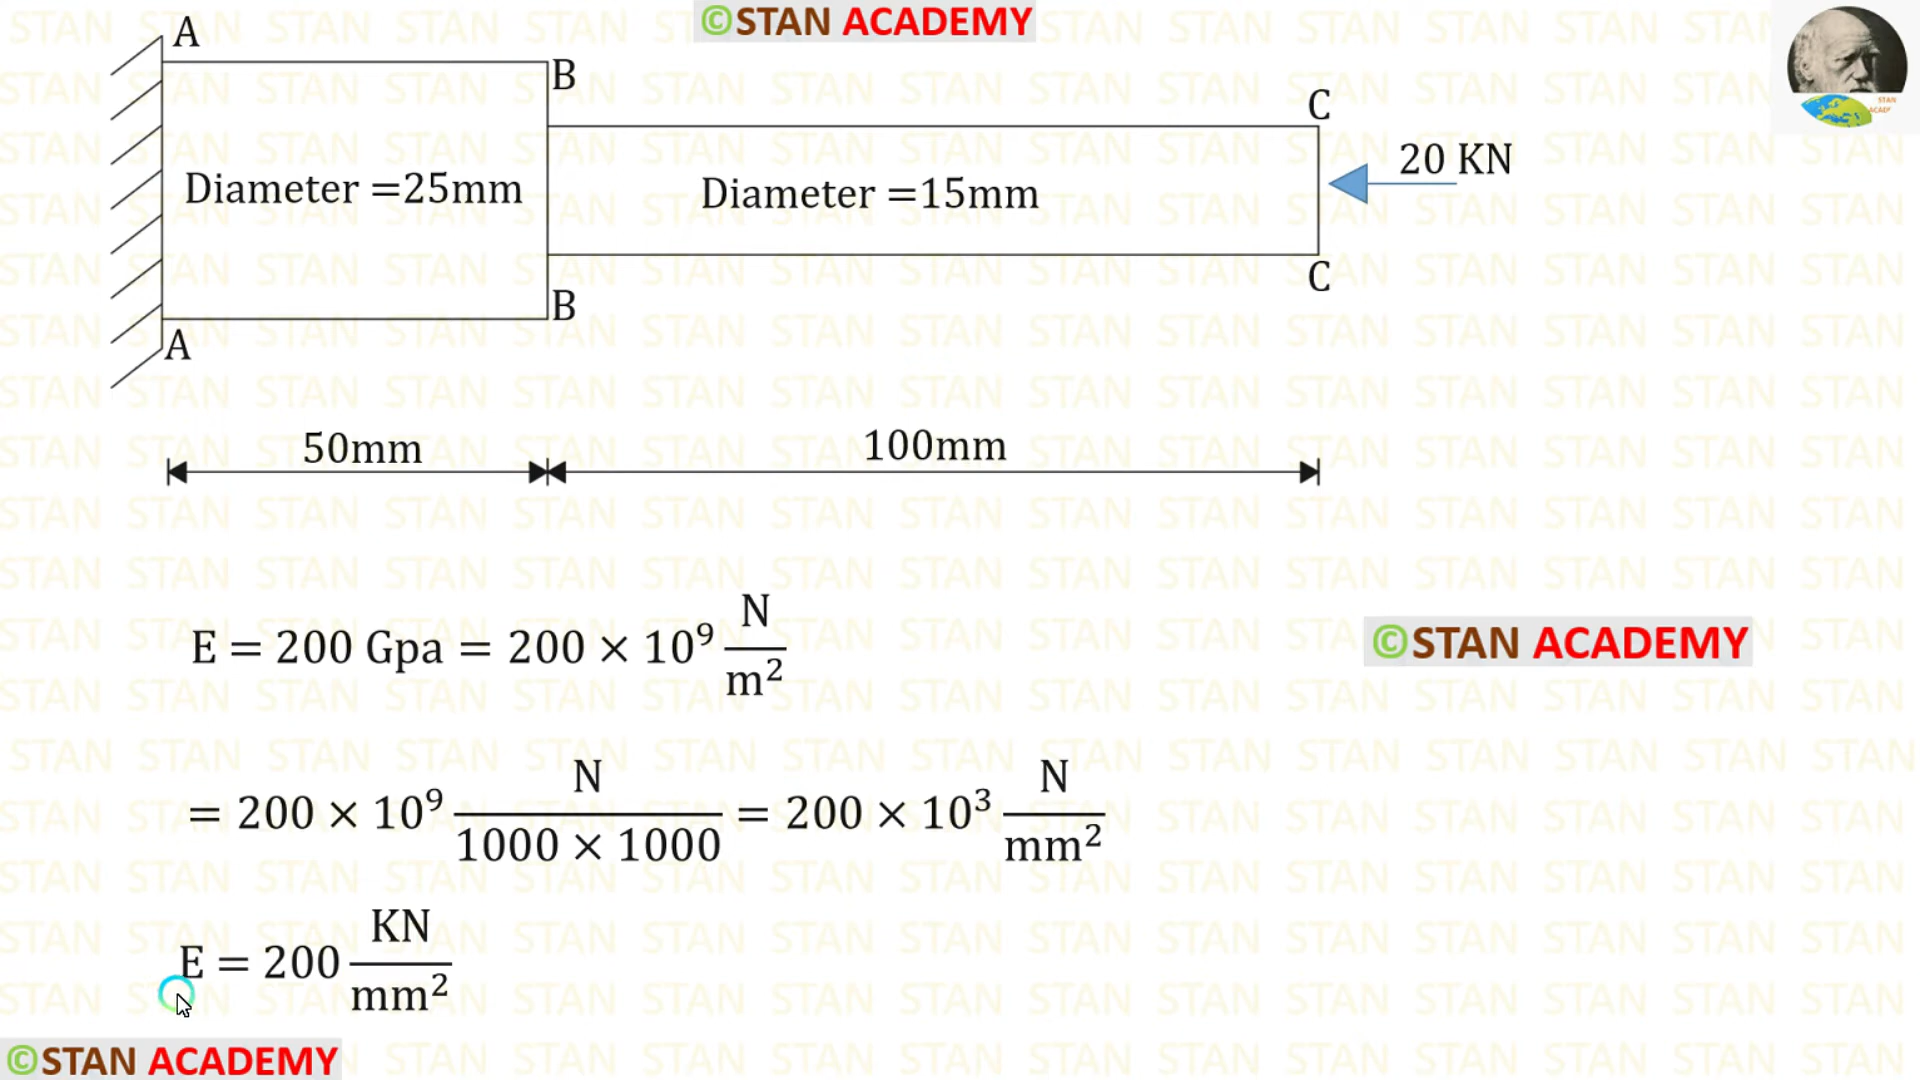 ©STAN ACADEMY
A
B
C
20 KN
Diameter =25mm
Diameter =15mm
C
B
A
50mm
100mm
E = 200 Gpa = 200 × 10⁹ N/m²
= 200 × 10⁹ N/1000 × 1000 = 200 × 10³ N/mm²
E = 200 KN/mm²
©STAN ACADEMY
©STAN ACADEMY